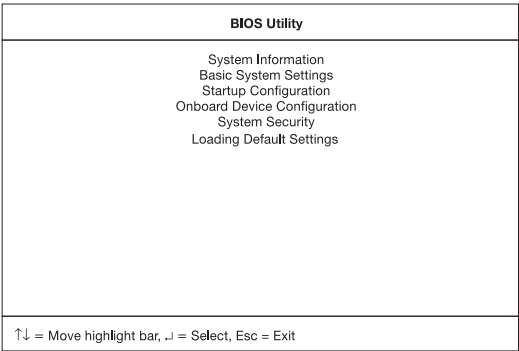 BIOS Utility
System Information
Basic System Settings
Startup Configuration
Onboard Device Configuration
System Security
Loading Default Settings
↑↓ = Move highlight bar, ↵ = Select, Esc = Exit